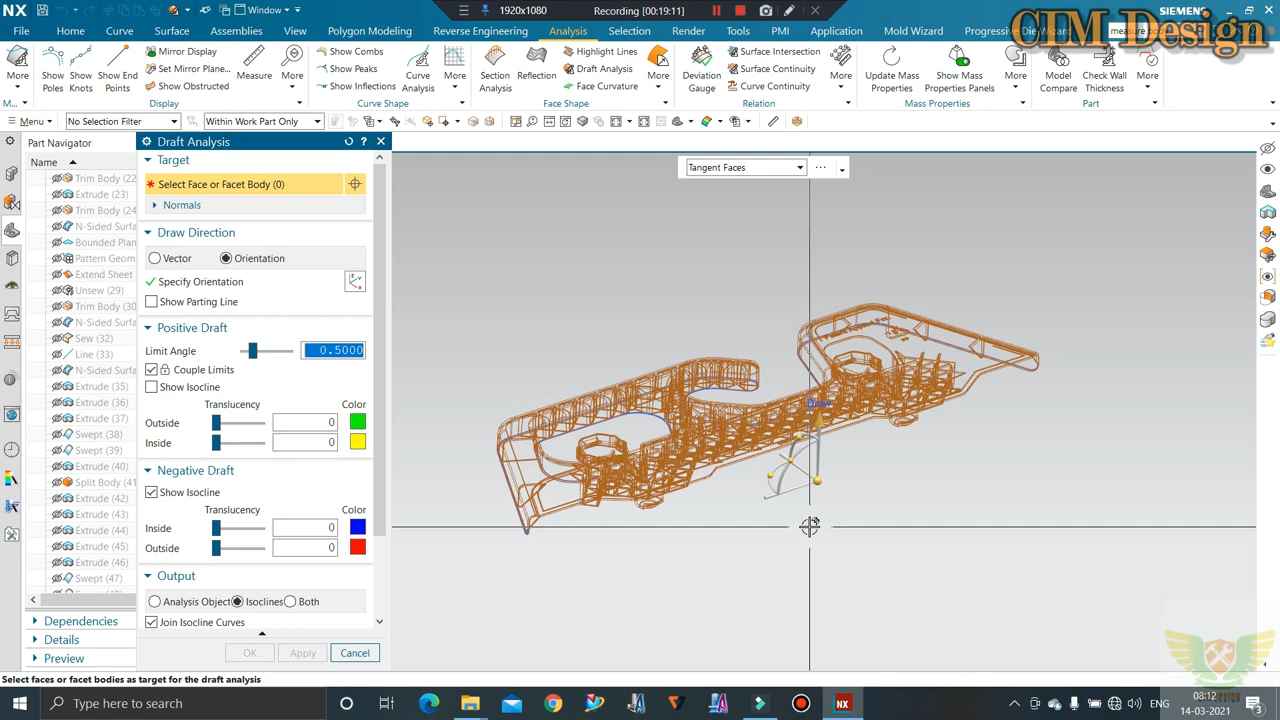 NX
Window
1920x1080
Recording [00:19:11]
SIEMENS
CIM Design
File
Home
Curve
Surface
Assemblies
View
Polygon Modeling
Reverse Engineering
Analysis
Selection
Render
Tools
PMI
Application
Mold Wizard
Progressive Die Wizard
measure body
More
Show Poles
Show Knots
Show End Points
Mirror Display
Set Mirror Plane...
Show Obstructed
Measure
More
Show Combs
Show Peaks
Show Inflections
Curve Analysis
More
Section Analysis
Reflection
Highlight Lines
Draft Analysis
Face Curvature
More
Deviation Gauge
Surface Intersection
Surface Continuity
Curve Continuity
More
Update Mass Properties
Show Mass Properties Panels
More
Model Compare
Check Wall Thickness
More
M...
Display
Curve Shape
Face Shape
Relation
Mass Properties
Part
Menu
No Selection Filter
Within Work Part Only
Part Navigator
Name
Trim Body (22
Extrude (23)
Trim Body (24
N-Sided Surfa
Bounded Plan
Pattern Geom
Extend Sheet
Unsew (29)
Trim Body (30
N-Sided Surfa
Sew (32)
Line (33)
N-Sided Surfa
Extrude (35)
Extrude (36)
Extrude (37)
Swept (38)
Swept (39)
Extrude (40)
Split Body (41
Extrude (42)
Extrude (43)
Extrude (44)
Extrude (45)
Extrude (46)
Swept (47)
Dependencies
Details
Preview
Draft Analysis
Target
* Select Face or Facet Body (0)
Normals
Draw Direction
Vector
Orientation
Specify Orientation
Show Parting Line
Positive Draft
Limit Angle
0.5000
Couple Limits
Show Isocline
Translucency
Color
Outside
0
Inside
0
Negative Draft
Show Isocline
Translucency
Color
Inside
0
Outside
0
Output
Analysis Object
Isoclines
Both
Join Isocline Curves
OK
Apply
Cancel
Tangent Faces
Draw
Select faces or facet bodies as target for the draft analysis
Type here to search
ENG
08:12
14-03-2021
3